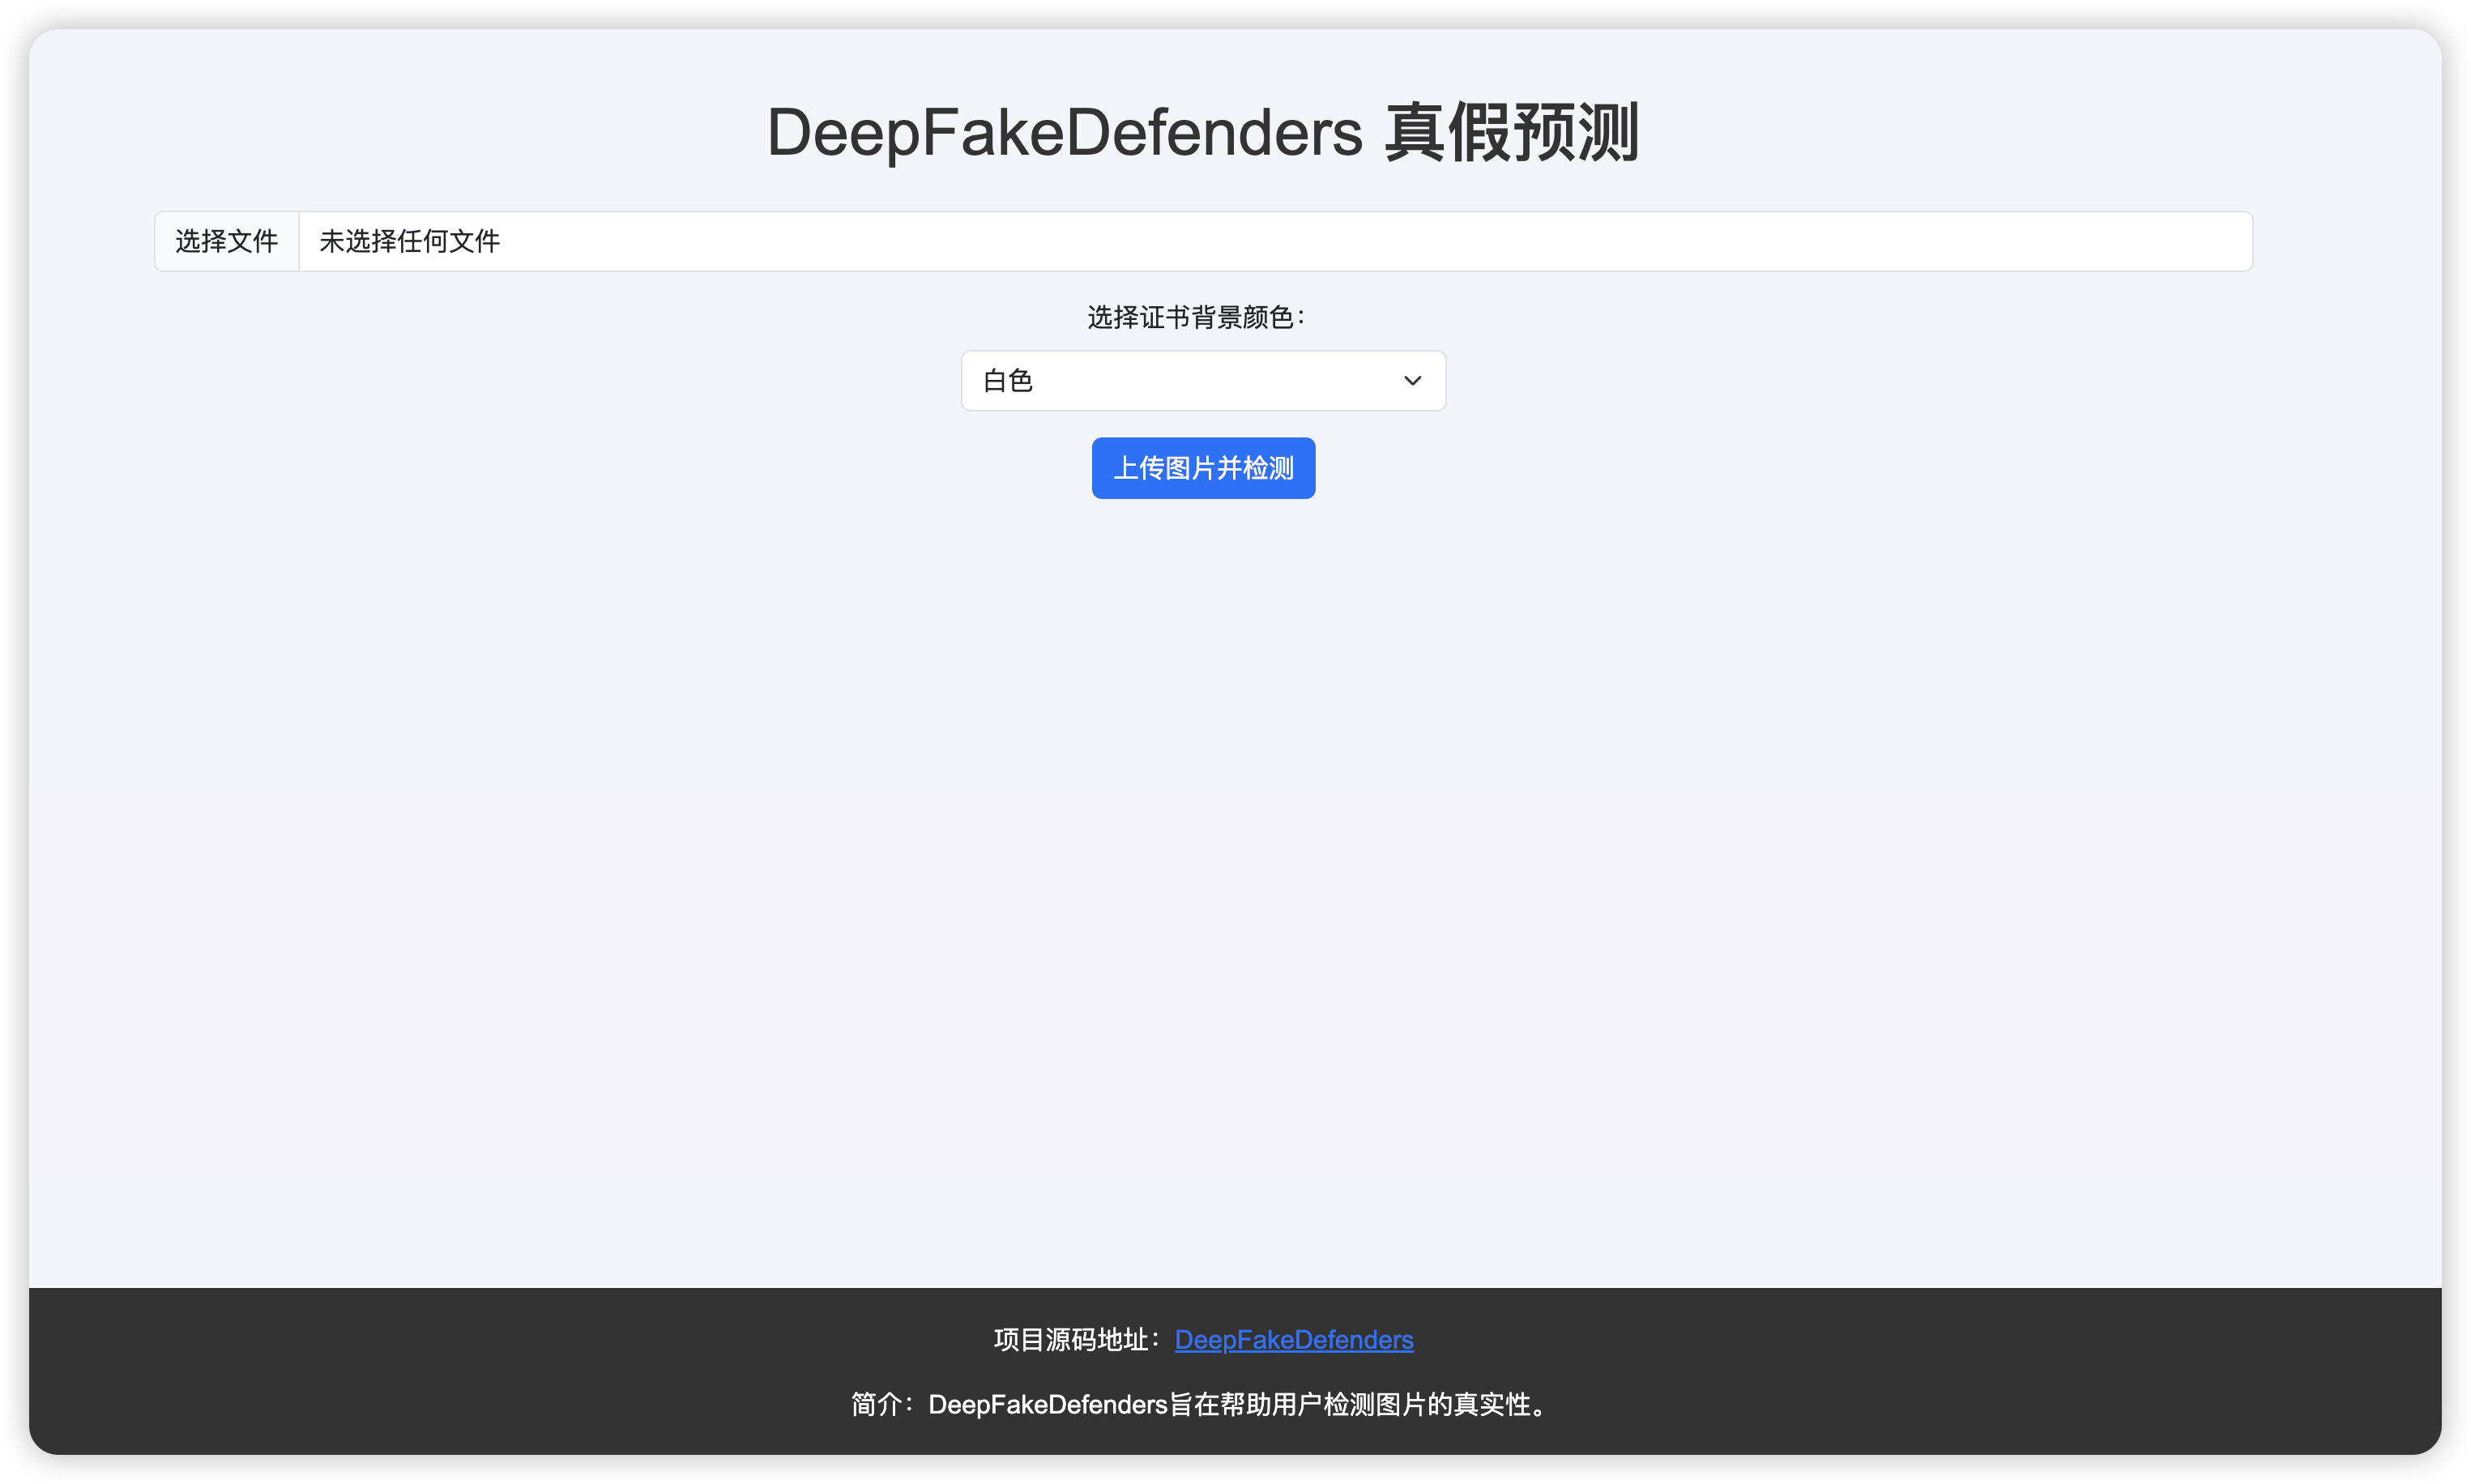 DeepFakeDefenders 真假预测
选择文件 未选择任何文件
选择证书背景颜色：
白色
上传图片并检测
项目源码地址：DeepFakeDefenders
简介：DeepFakeDefenders旨在帮助用户检测图片的真实性。